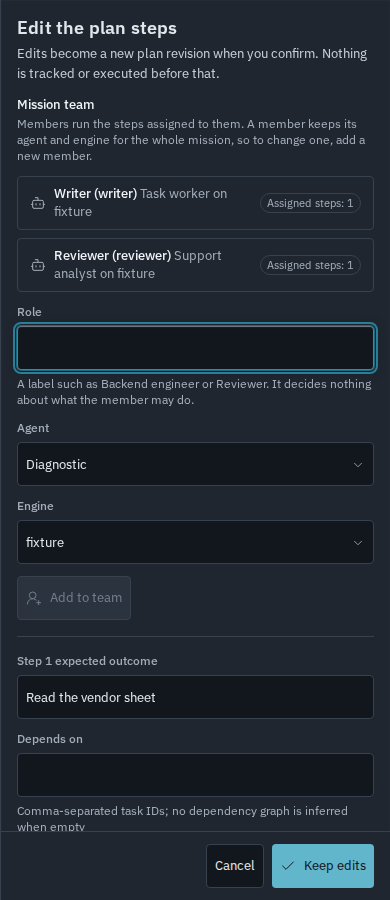 Edit the plan steps
Edits become a new plan revision when you confirm. Nothing
is tracked or executed before that.
Mission team
Members run the steps assigned to them. A member keeps its
agent and engine for the whole mission, so to change one, add a
new member.
Writer (writer) Task worker on
fixture
Assigned steps: 1
Reviewer (reviewer) Support
analyst on fixture
Assigned steps: 1
Role
A label such as Backend engineer or Reviewer. It decides nothing
about what the member may do.
Agent
Diagnostic
Engine
fixture
Add to team
Step 1 expected outcome
Read the vendor sheet
Depends on
Comma-separated task IDs; no dependency graph is inferred
when empty
Cancel
Keep edits